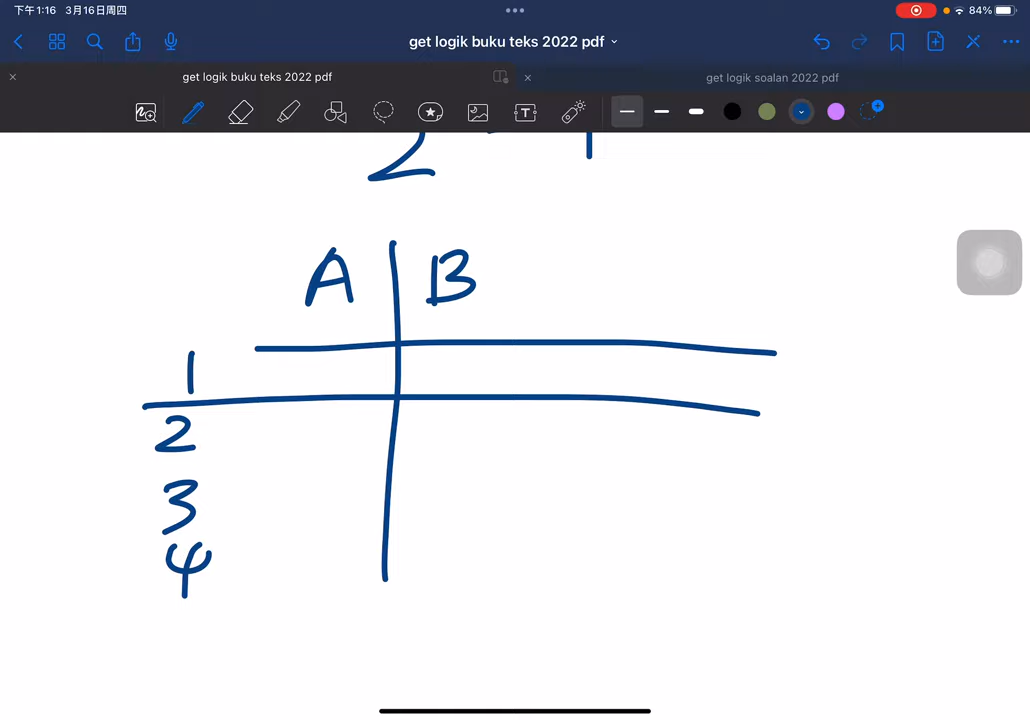 下午1:16 3月16日周四
84%
get logik buku teks 2022 pdf
get logik buku teks 2022 pdf
get logik soalan 2022 pdf
T
A B
1
2
3
4